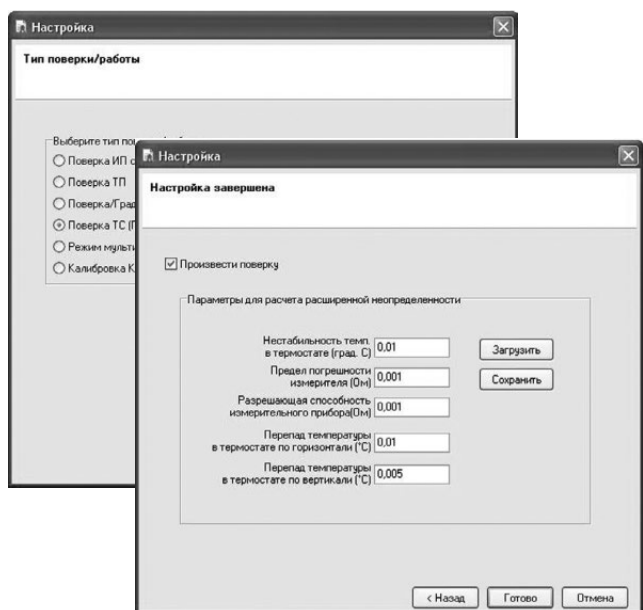 Настройка
Тип поверки/работы
Выберите тип
Поверка ИП
Поверка ТП
Поверка/Град
Поверка ТС
Режим мульти
Калибровка К
Настройка
Настройка завершена
Произвести поверку
Параметры для расчета расширенной неопределенности
Нестабильность темп.
в термостате (град. С) 0,01
Загрузить
Предел погрешности
измерителя (Ом) 0,001
Сохранить
Разрешающая способность
измерительного прибора(Ом) 0,001
Перепад температуры
в термостате по горизонтали (°С) 0,01
Перепад температуры
в термостате по вертикали (°С) 0,005
< Назад
Готово
Отмена